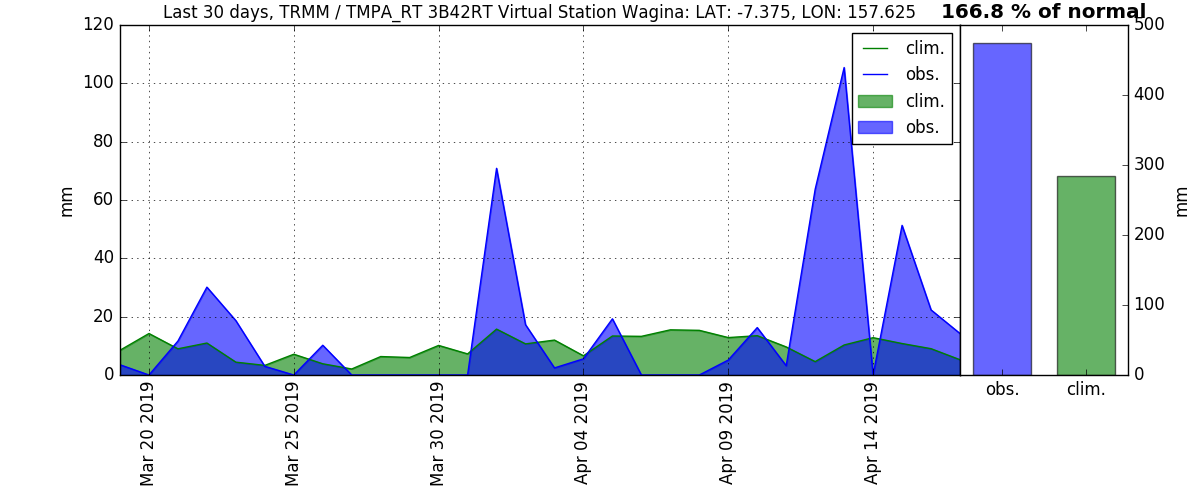 Last 30 days, TRMM / TMPA_RT 3B42RT Virtual Station Wagina: LAT: -7.375, LON: 157.625
166.8 % of normal
120
100
80
60
40
20
0
mm
clim.
obs.
clim.
obs.
500
400
300
200
100
0
mm
Mar 20 2019
Mar 25 2019
Mar 30 2019
Apr 04 2019
Apr 09 2019
Apr 14 2019
obs.
clim.